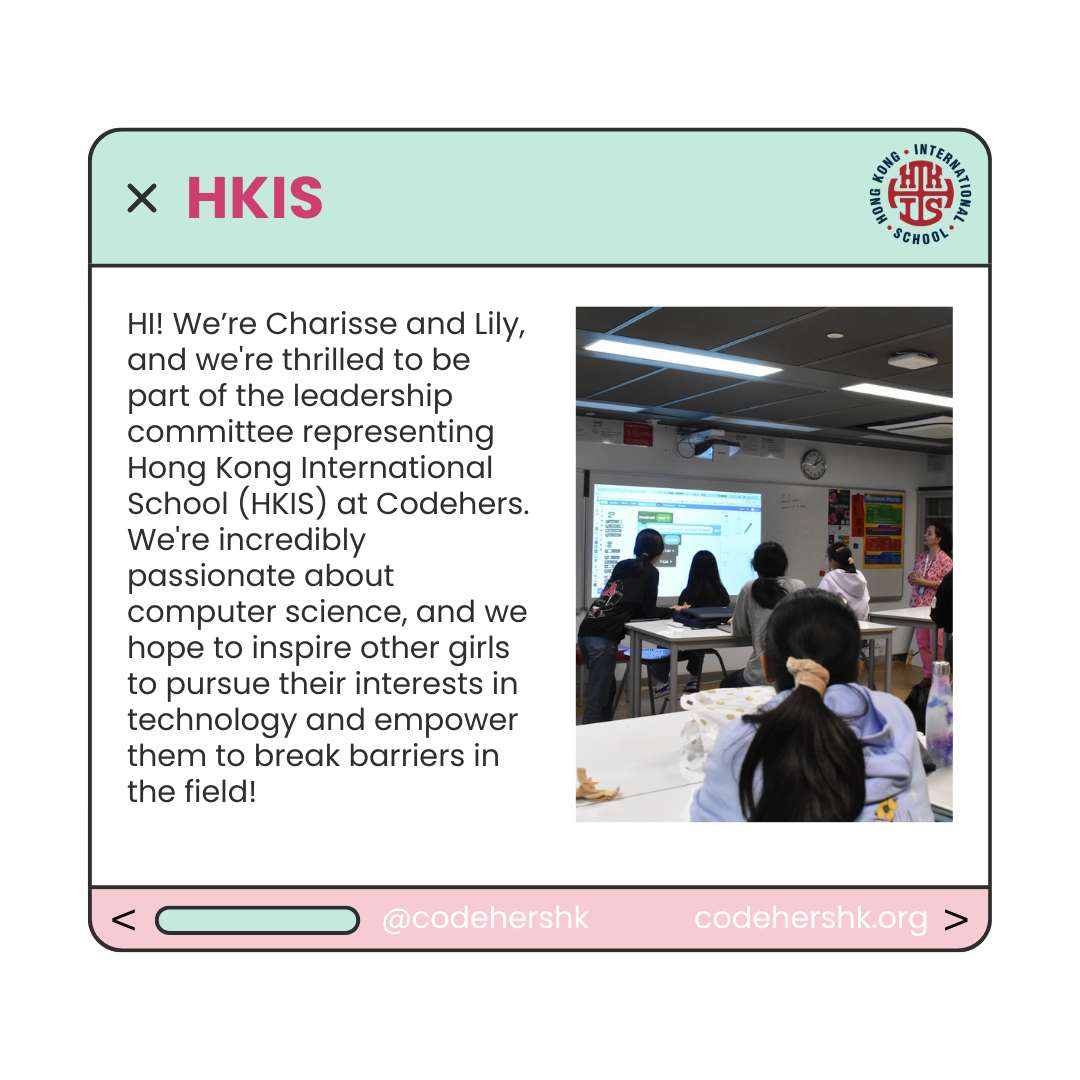 HKIS
HONG KONG • INTERNATIONAL • SCHOOL •
HK
IS
HI! We’re Charisse and Lily,
and we're thrilled to be
part of the leadership
committee representing
Hong Kong International
School (HKIS) at Codehers.
We're incredibly
passionate about
computer science, and we
hope to inspire other girls
to pursue their interests in
technology and empower
them to break barriers in
the field!
< @codehershk codehershk.org >